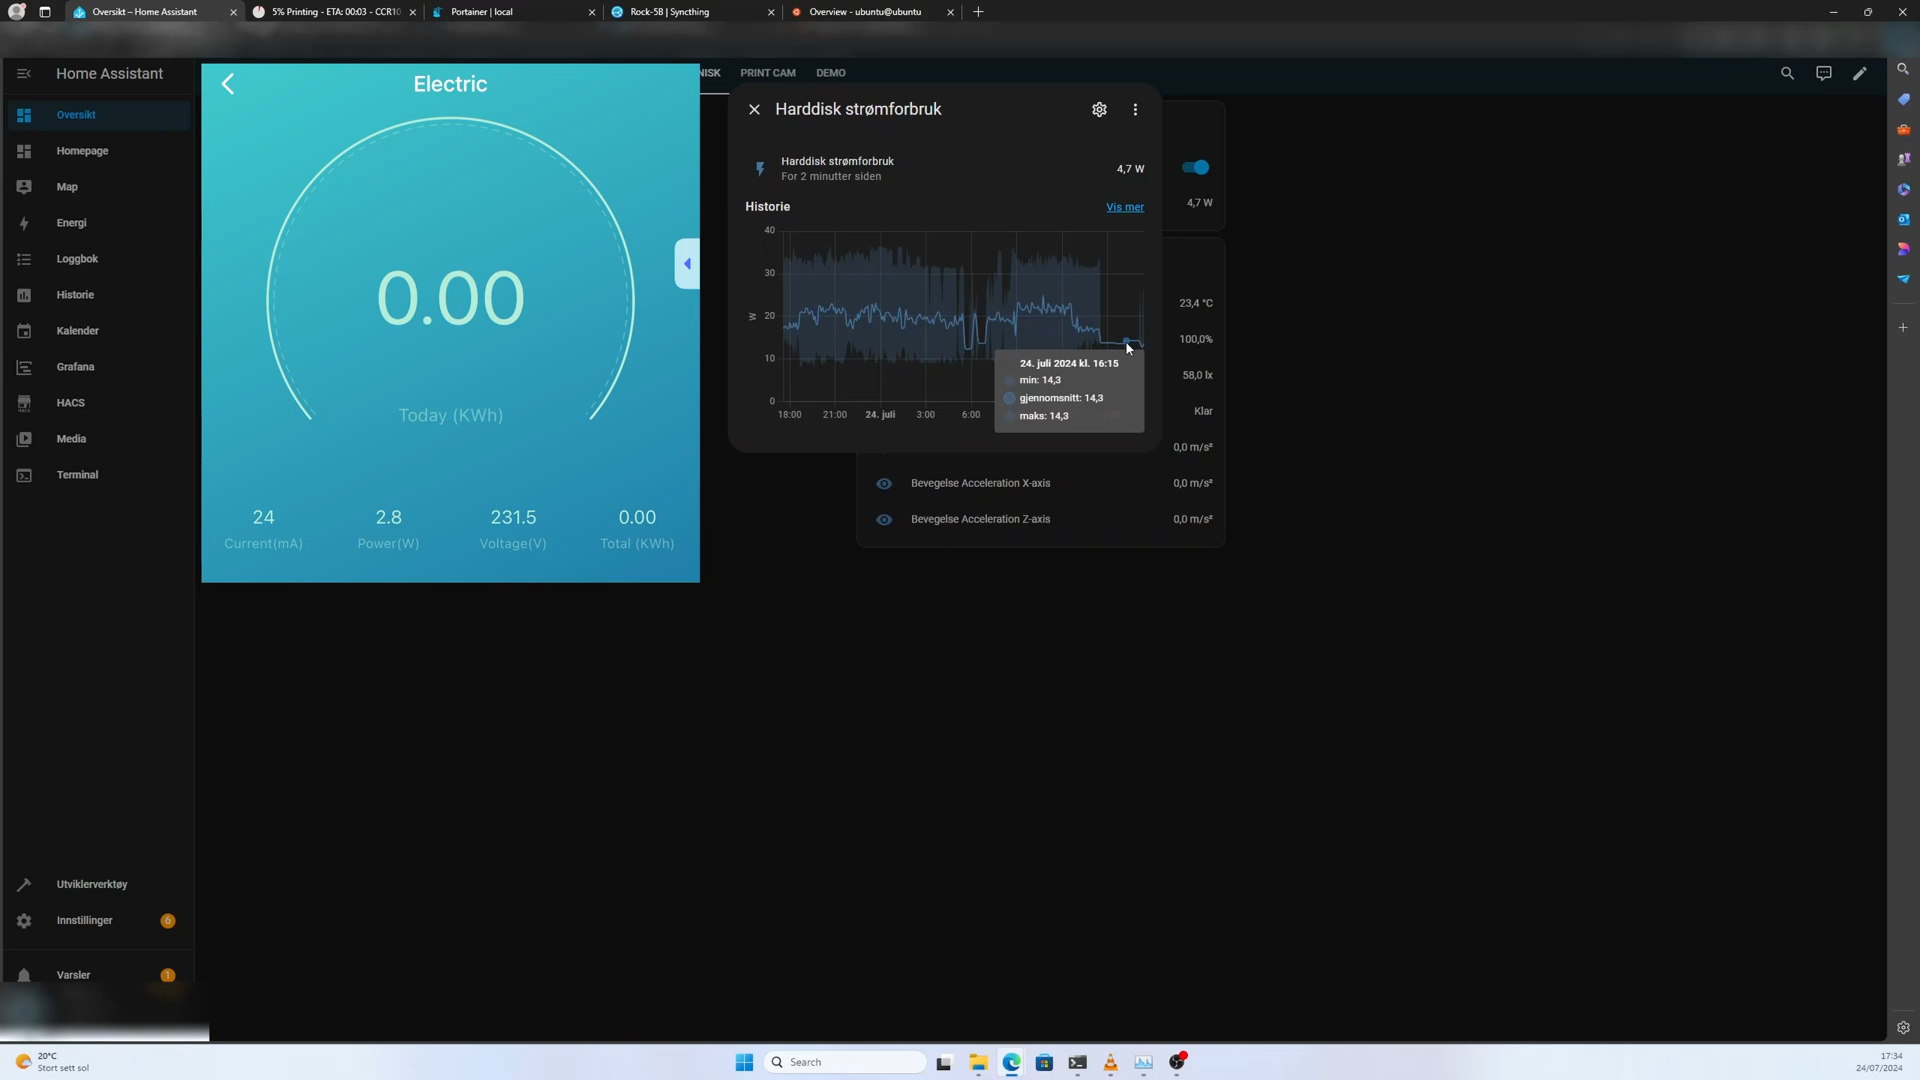 Oversikt – Home Assistant
5% Printing - ETA: 00:03 - CCR10
Portainer | local
Rock-5B | Syncthing
Overview - ubuntu@ubuntu
Home Assistant
NISK
PRINT CAM
DEMO
Oversikt
Homepage
Map
Energi
Loggbok
Historie
Kalender
Grafana
HACS
Media
Terminal
Utviklerverktøy
Innstillinger
6
Varsler
1
Electric
0.00
Today (KWh)
24
2.8
231.5
0.00
Current(mA)
Power(W)
Voltage(V)
Total (KWh)
Harddisk strømforbruk
Harddisk strømforbruk
For 2 minutter siden
4,7 W
Historie
Vis mer
40
30
W
20
10
0
18:00
21:00
24. juli
3:00
6:00
24. juli 2024 kl. 16:15
min: 14,3
gjennomsnitt: 14,3
maks: 14,3
4,7 W
23,4 °C
100,0%
58,0 lx
Klar
0,0 m/s²
Bevegelse Acceleration X-axis
0,0 m/s²
Bevegelse Acceleration Z-axis
0,0 m/s²
20°C
Stort sett sol
Search
17:34
24/07/2024